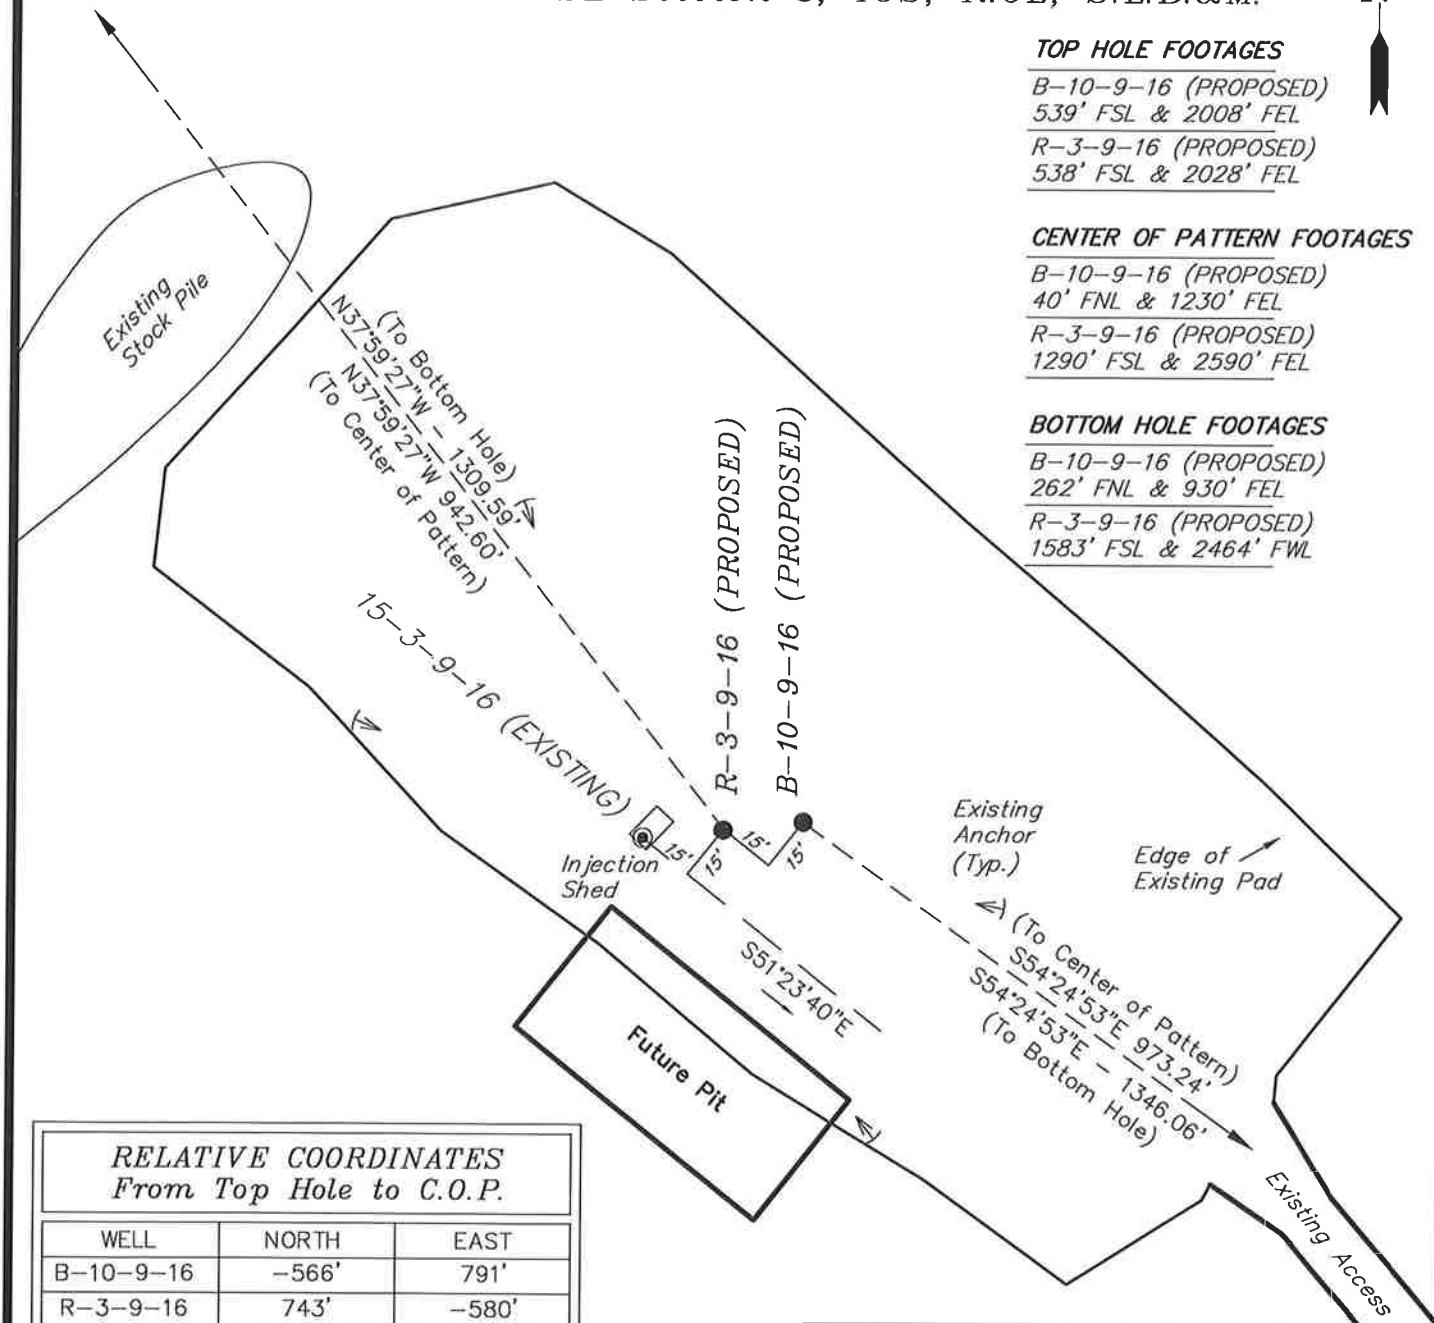 TOP HOLE FOOTAGES
B-10-9-16 (PROPOSED)
539' FSL & 2008' FEL
R-3-9-16 (PROPOSED)
538' FSL & 2028' FEL
CENTER OF PATTERN FOOTAGES
B-10-9-16 (PROPOSED)
40' FNL & 1230' FEL
R-3-9-16 (PROPOSED)
1290' FSL & 2590' FEL
BOTTOM HOLE FOOTAGES
B-10-9-16 (PROPOSED)
262' FNL & 930' FEL
R-3-9-16 (PROPOSED)
1583' FSL & 2464' FWL
Existing
Stock Pile
(To Bottom Hole)
N37°59'27"W - 1309.59'
N37°59'27"W 942.60'
(To Center of Pattern)
15-3-9-16 (EXISTING)
R-3-9-16 (PROPOSED)
B-10-9-16 (PROPOSED)
15'
15'
15'
15'
Injection
Shed
Existing
Anchor
(Typ.)
Edge of
Existing Pad
S51°23'40"E
(To Center of Pattern)
S54°24'53"E 973.24'
S54°24'53"E - 1346.06'
(To Bottom Hole)
Future Pit
Existing Access
RELATIVE COORDINATES
From Top Hole to C.O.P.
WELL NORTH EAST
B-10-9-16 -566' 791'
R-3-9-16 743' -580'